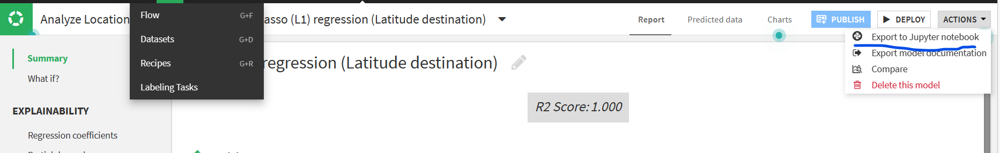 Analyze Location
asso (L1) regression (Latitude destination)
Report
Predicted data
Charts
PUBLISH
DEPLOY
ACTIONS
Flow G+F
Datasets G+D
Recipes G+R
Labeling Tasks
Export to Jupyter notebook
Export model documentation
Compare
Delete this model
Summary
What if?
EXPLAINABILITY
Regression coefficients
regression (Latitude destination)
R2 Score: 1.000